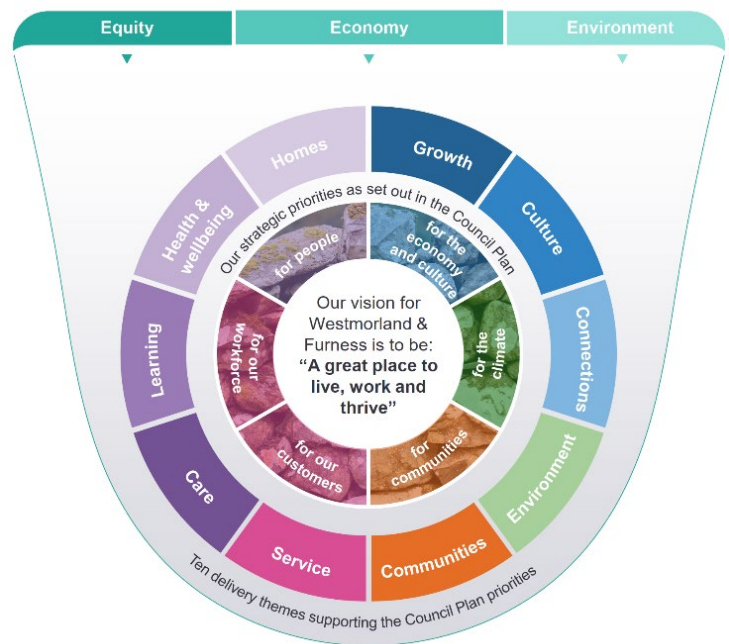 Equity
Economy
Environment
Homes
Growth
Culture
Connections
Environment
Communities
Service
Care
Learning
Health &
wellbeing
Our strategic priorities as set out in the Council Plan
for people
for the
economy
and culture
for the
climate
for
communities
for our
customers
for our
workforce
Our vision for
Westmorland &
Furness is to be:
“A great place to
live, work and
thrive”
Ten delivery themes supporting the Council Plan priorities